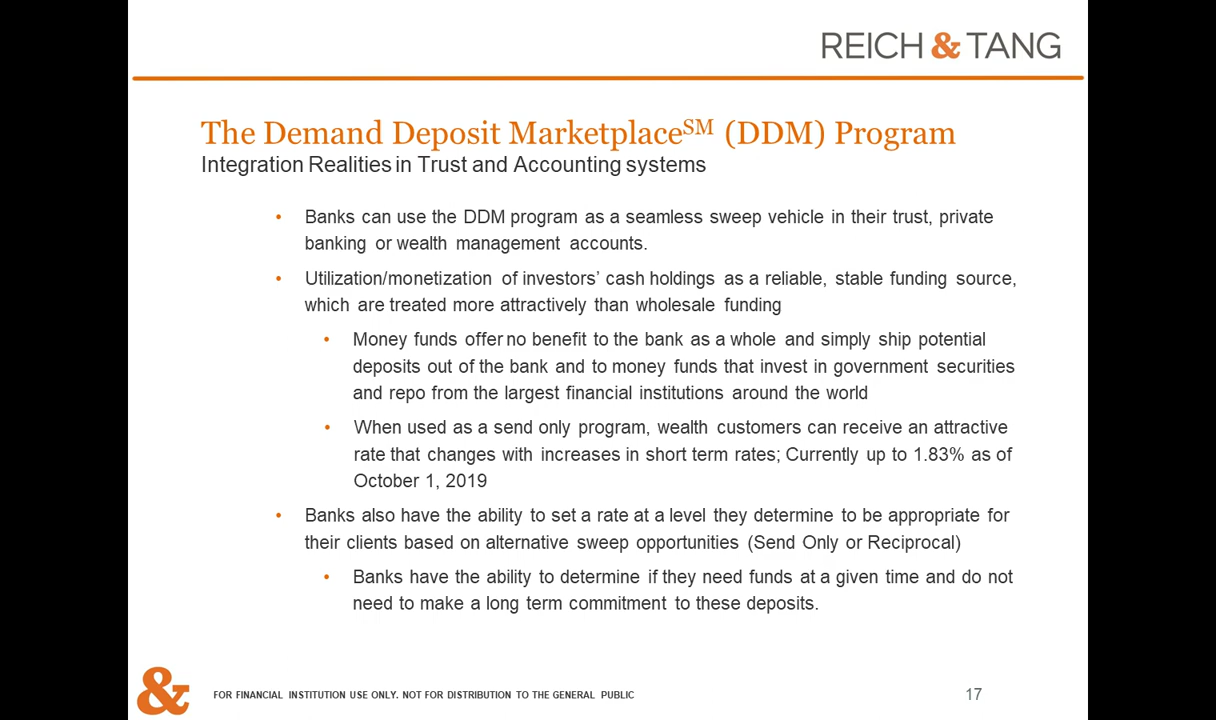 REICH & TANG
The Demand Deposit MarketplaceSM (DDM) Program
Integration Realities in Trust and Accounting systems
• Banks can use the DDM program as a seamless sweep vehicle in their trust, private
banking or wealth management accounts.
• Utilization/monetization of investors’ cash holdings as a reliable, stable funding source,
which are treated more attractively than wholesale funding
• Money funds offer no benefit to the bank as a whole and simply ship potential
deposits out of the bank and to money funds that invest in government securities
and repo from the largest financial institutions around the world
• When used as a send only program, wealth customers can receive an attractive
rate that changes with increases in short term rates; Currently up to 1.83% as of
October 1, 2019
• Banks also have the ability to set a rate at a level they determine to be appropriate for
their clients based on alternative sweep opportunities (Send Only or Reciprocal)
• Banks have the ability to determine if they need funds at a given time and do not
need to make a long term commitment to these deposits.
&
FOR FINANCIAL INSTITUTION USE ONLY. NOT FOR DISTRIBUTION TO THE GENERAL PUBLIC
17